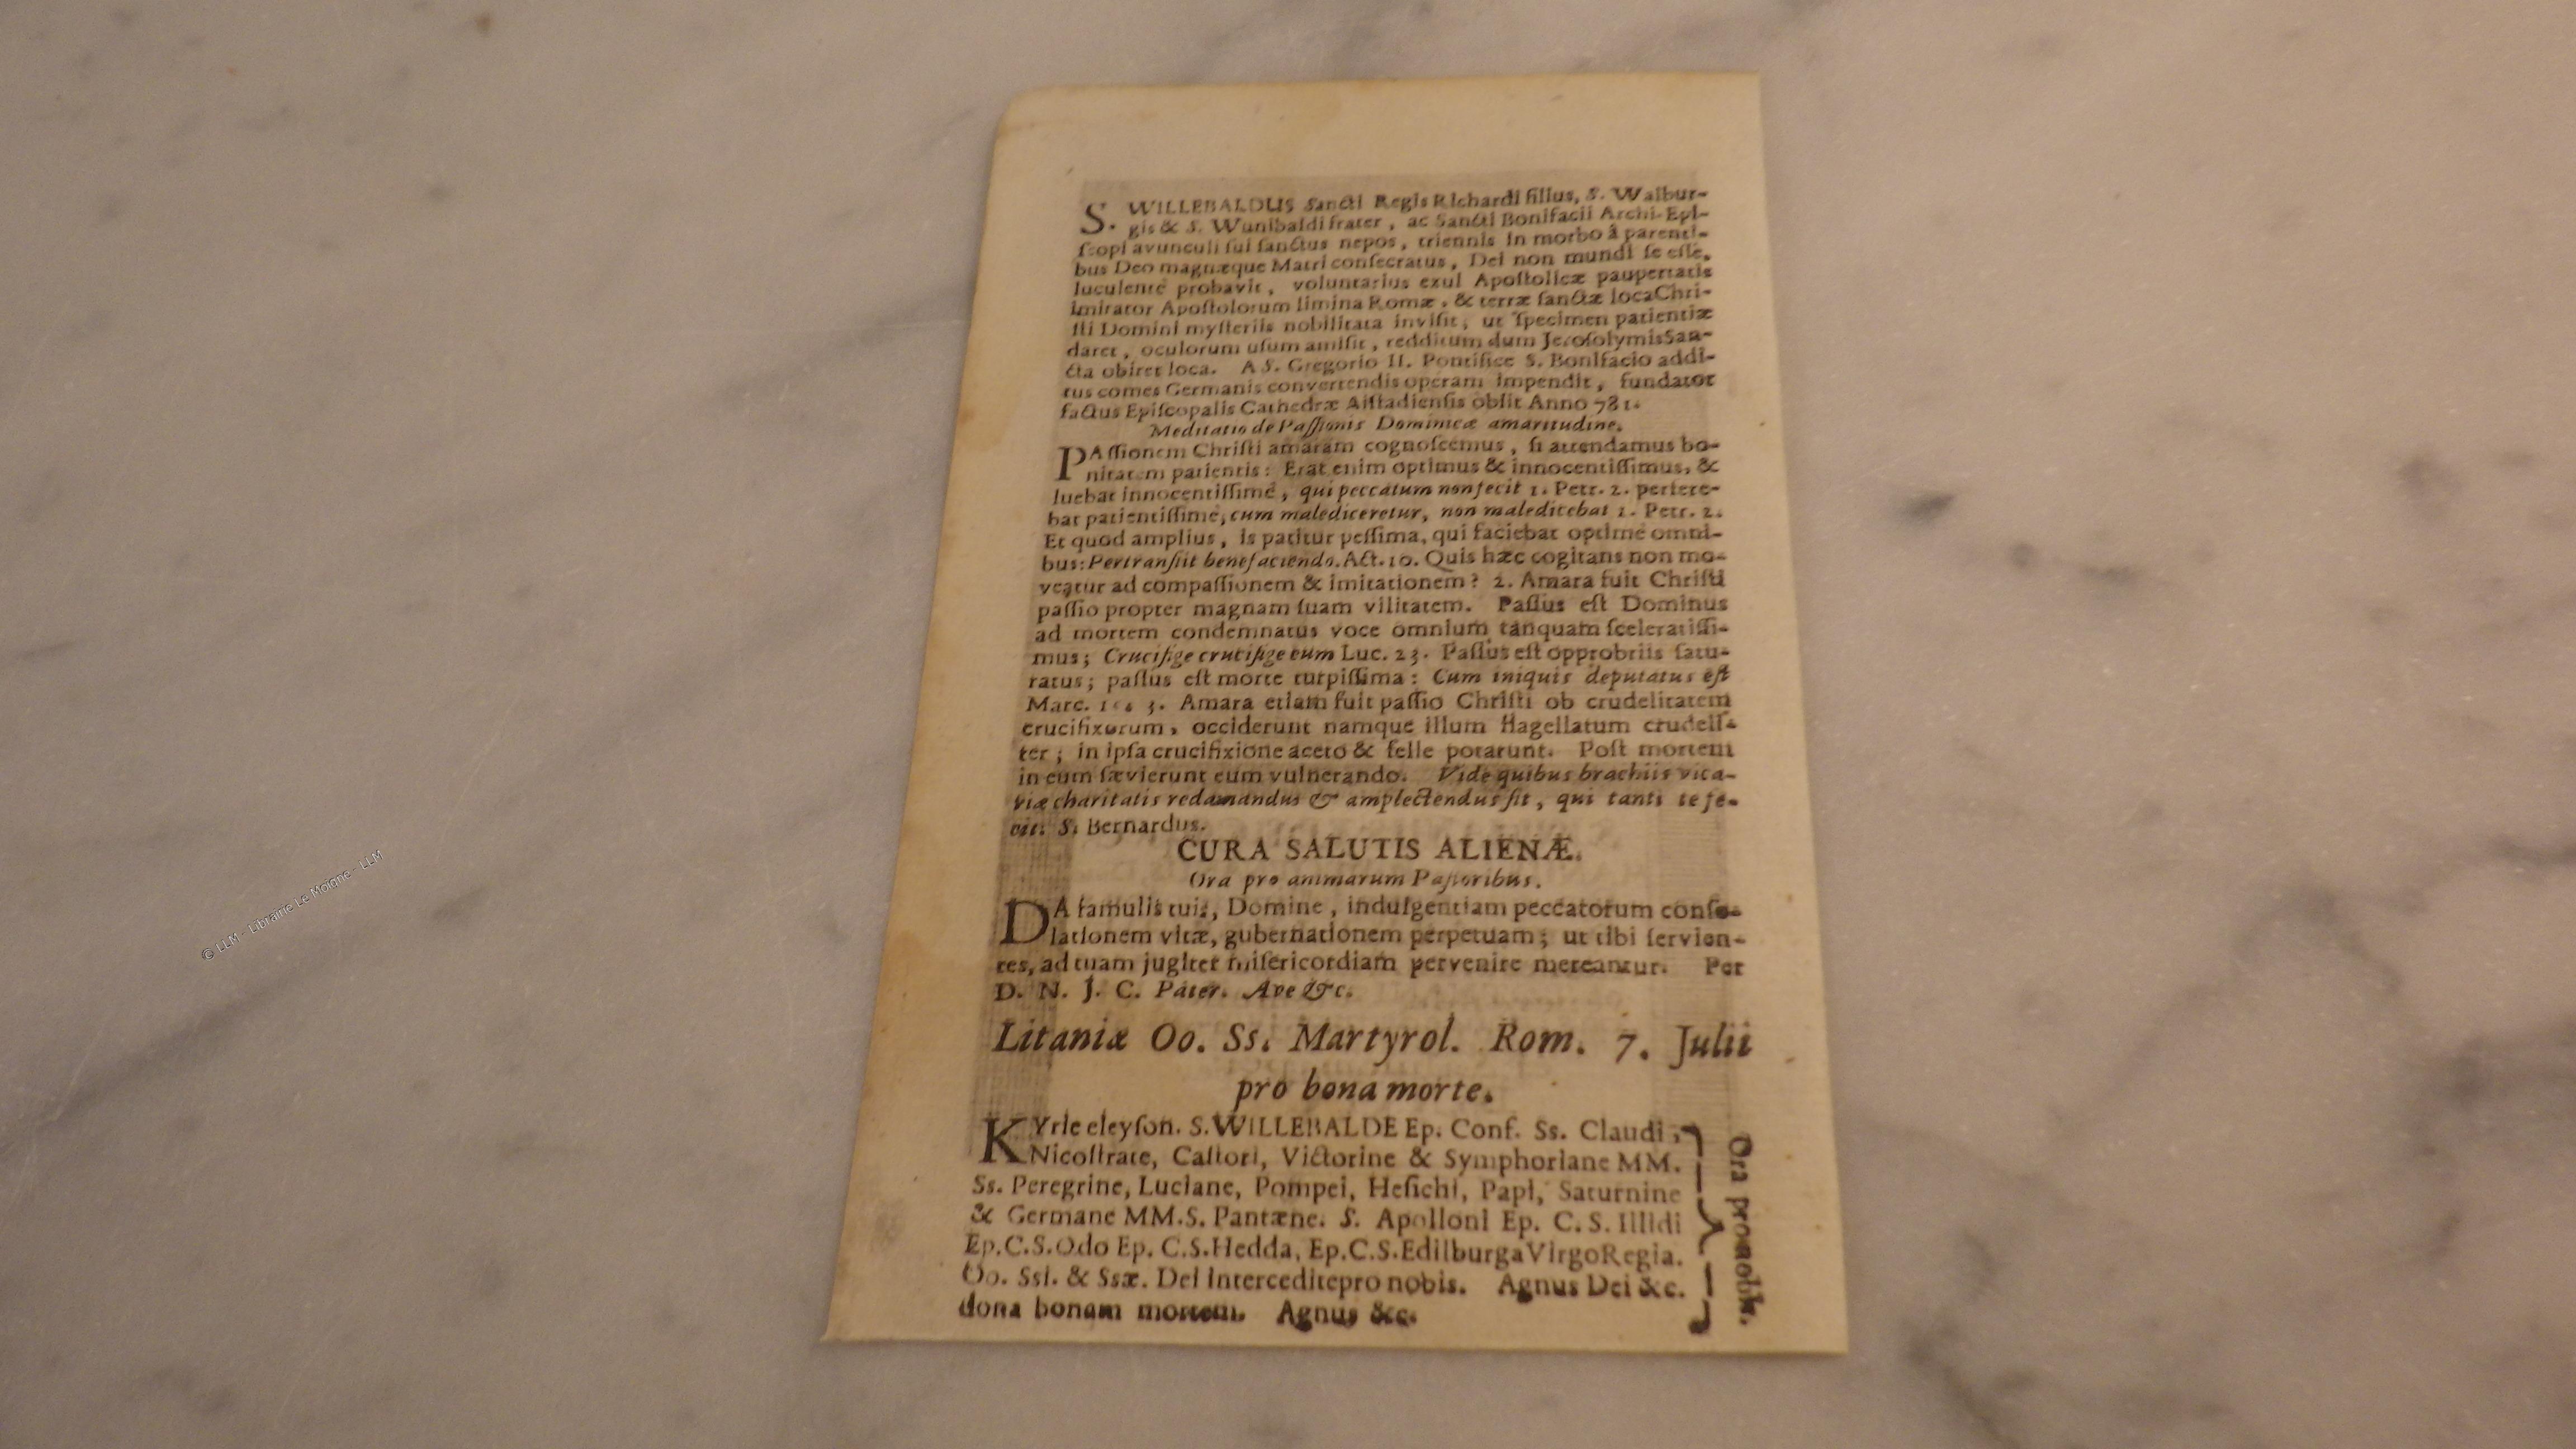 S. WILLEBALDUS Sancti Regis Richardi filius, S. Walbur-
gis & S. Wunibaldi frater, ac Sancti Bonifacii Archi-Epi-
ſcopi avunculi ſui ſanctus nepos, triennis in morbo â parenti-
bus Deo magnæque Matri conſecratus, Dei non mundi ſe eſſe,
luculentè probavit, voluntarius exul Apoſtolicæ paupertatis
imitator Apoſtolorum limina Romæ, & terræ ſanctæ loca Chri-
ſti Domini myſteriis nobilitata inviſit, ut ſpecimen patientiæ
daret, oculorum uſum amiſit, redditum dum Jeroſolymis San-
cta obiret loca. A S. Gregorio II. Pontifice S. Bonifacio addi-
tus comes Germanis convertendis operam impendit, fundator
factus Epiſcopalis Cathedræ Aiſtadienſis obiit Anno 781.
Meditatio de Paſſionis Dominicæ amaritudine.
PAſſionem Chriſti amaram cognoſcemus, ſi attendamus bo-
nitatem patientis: Erat enim optimus & innocentiſſimus, &
luebat innocentiſſimè, qui peccatum non fecit 1. Petr. 2. perfere-
bat patientiſſimè, cum malediceretur, non maledicebat 1. Petr. 2.
Et quod amplius, is patitur peſſima, qui faciebat optimè omni-
bus: Pertranſiit benefaciendo. Act. 10. Quis hæc cogitans non mo-
veatur ad compaſſionem & imitationem? 2. Amara fuit Chriſti
paſſio propter magnam ſuam vilitatem. Paſſus eſt Dominus
ad mortem condemnatus voce omnium tanquam ſceleratiſſi-
mus; Crucifige crucifige eum Luc. 23. Paſſus eſt opprobriis ſatu-
ratus; paſſus eſt morte turpiſſima: Cum iniquis deputatus eſt
Marc. 15. 3. Amara etiam fuit paſſio Chriſti ob crudelitatem
crucifixorum, occiderunt namque illum flagellatum crudeli-
ter; in ipſa crucifixione aceto & felle potarunt. Poſt mortem
in eum ſævierunt eum vulnerando. Vide quibus brachiis vica-
riæ charitatis redamandus & amplectendus ſit, qui tanti te fe-
cit. S. Bernardus.
CURA SALUTIS ALIENÆ.
Ora pro animarum Paſtoribus.
DA famulis tuis, Domine, indulgentiam peccatorum conſo-
lationem vitæ, gubernationem perpetuam; ut tibi ſervien-
tes, ad tuam jugiter miſericordiam pervenire mereantur. Per
D. N. J. C. Pater. Ave &c.
Litaniæ Oo. Ss. Martyrol. Rom. 7. Julii
pro bona morte.
KYrie eleyſon. S. WILLEBALDE Ep. Conf. Ss. Claudi,
Nicoſtrate, Caſtori, Victorine & Symphoriane MM.
Ss. Peregrine, Luciane, Pompei, Heſichi, Papi, Saturnine
& Germane MM. S. Pantæne. S. Apolloni Ep. C. S. Illidi
Ep. C. S. Odo Ep. C. S. Hedda, Ep. C. S. Edilburga Virgo Regia.
Oo. Ssi. & Ssæ. Dei intercedite pro nobis. Agnus Dei &c.
dona bonam mortem. Agnus &c.
Ora pro nobis.
© LLM - Librairie Le Moigne - LLM